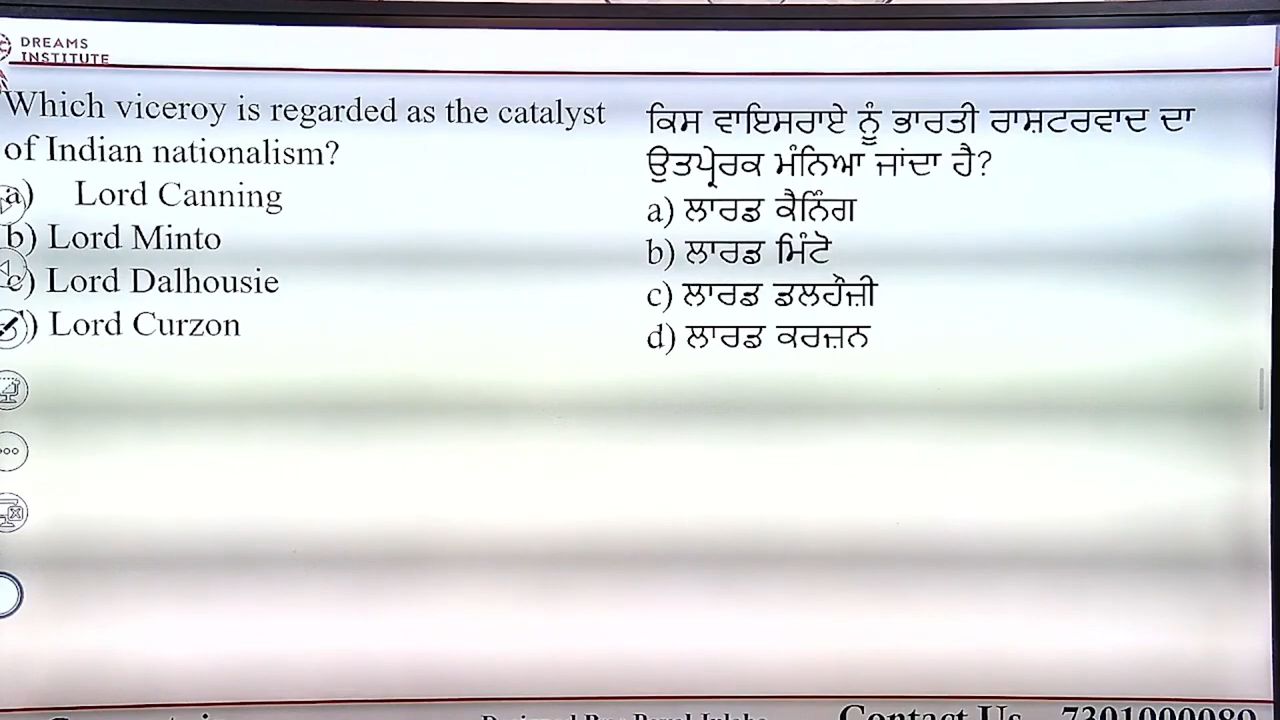 DREAMS
INSTITUTE
Which viceroy is regarded as the catalyst
of Indian nationalism?
a) Lord Canning
b) Lord Minto
c) Lord Dalhousie
) Lord Curzon
ਕਿਸ ਵਾਇਸਰਾਏ ਨੂੰ ਭਾਰਤੀ ਰਾਸ਼ਟਰਵਾਦ ਦਾ
ਉਤਪ੍ਰੇਰਕ ਮੰਨਿਆ ਜਾਂਦਾ ਹੈ?
a) ਲਾਰਡ ਕੈਨਿੰਗ
b) ਲਾਰਡ ਮਿੰਟੋ
c) ਲਾਰਡ ਡਲਹੌਜ਼ੀ
d) ਲਾਰਡ ਕਰਜ਼ਨ
Contact Us 7301000080